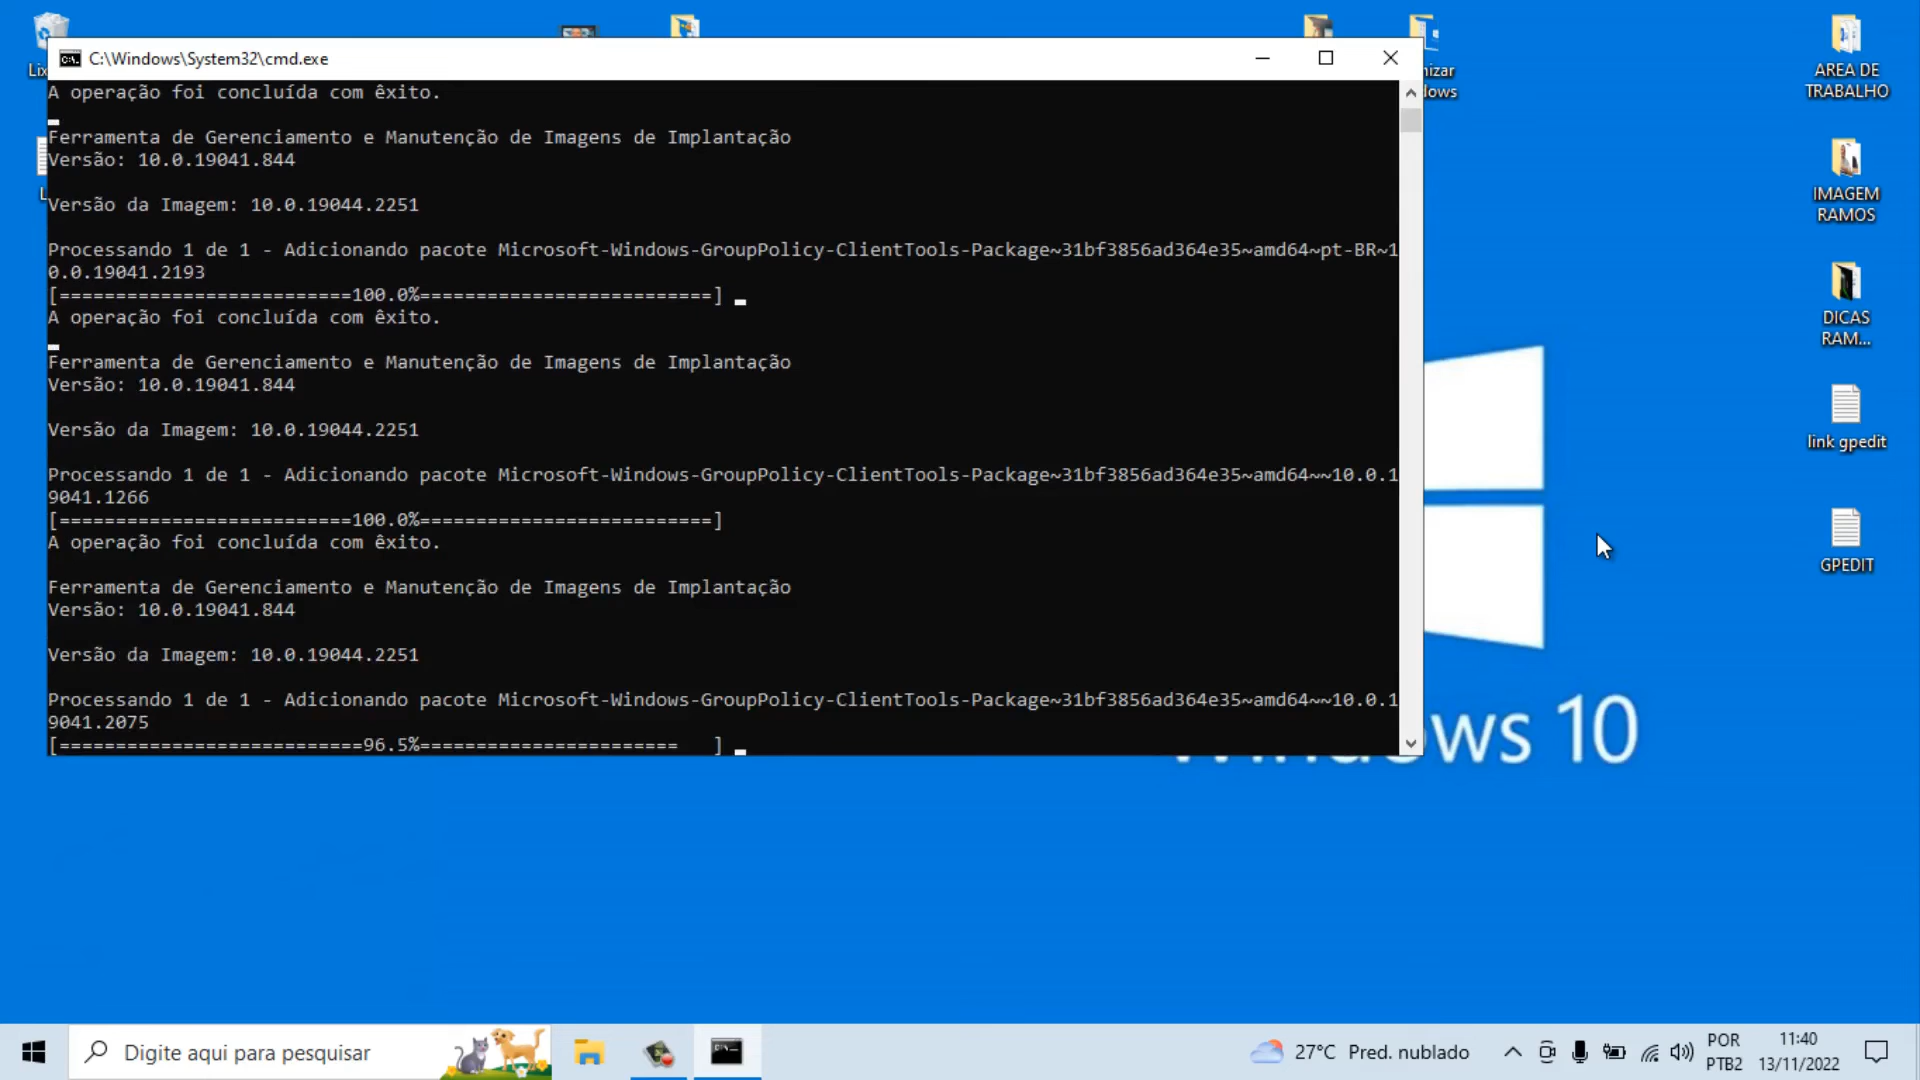 C:\Windows\System32\cmd.exe
A operação foi concluída com êxito.
Ferramenta de Gerenciamento e Manutenção de Imagens de Implantação
Versão: 10.0.19041.844
Versão da Imagem: 10.0.19044.2251
Processando 1 de 1 - Adicionando pacote Microsoft-Windows-GroupPolicy-ClientTools-Package~31bf3856ad364e35~amd64~pt-BR~1
0.0.19041.2193
[==========================100.0%==========================]
A operação foi concluída com êxito.
Ferramenta de Gerenciamento e Manutenção de Imagens de Implantação
Versão: 10.0.19041.844
Versão da Imagem: 10.0.19044.2251
Processando 1 de 1 - Adicionando pacote Microsoft-Windows-GroupPolicy-ClientTools-Package~31bf3856ad364e35~amd64~~10.0.1
9041.1266
[==========================100.0%==========================]
A operação foi concluída com êxito.
Ferramenta de Gerenciamento e Manutenção de Imagens de Implantação
Versão: 10.0.19041.844
Versão da Imagem: 10.0.19044.2251
Processando 1 de 1 - Adicionando pacote Microsoft-Windows-GroupPolicy-ClientTools-Package~31bf3856ad364e35~amd64~~10.0.1
9041.2075
[===========================96.5%=======================   ]
AREA DE
TRABALHO
IMAGEM
RAMOS
DICAS
RAM...
link gpedit
GPEDIT
ws 10
Digite aqui para pesquisar
27°C Pred. nublado
POR
PTB2
11:40
13/11/2022